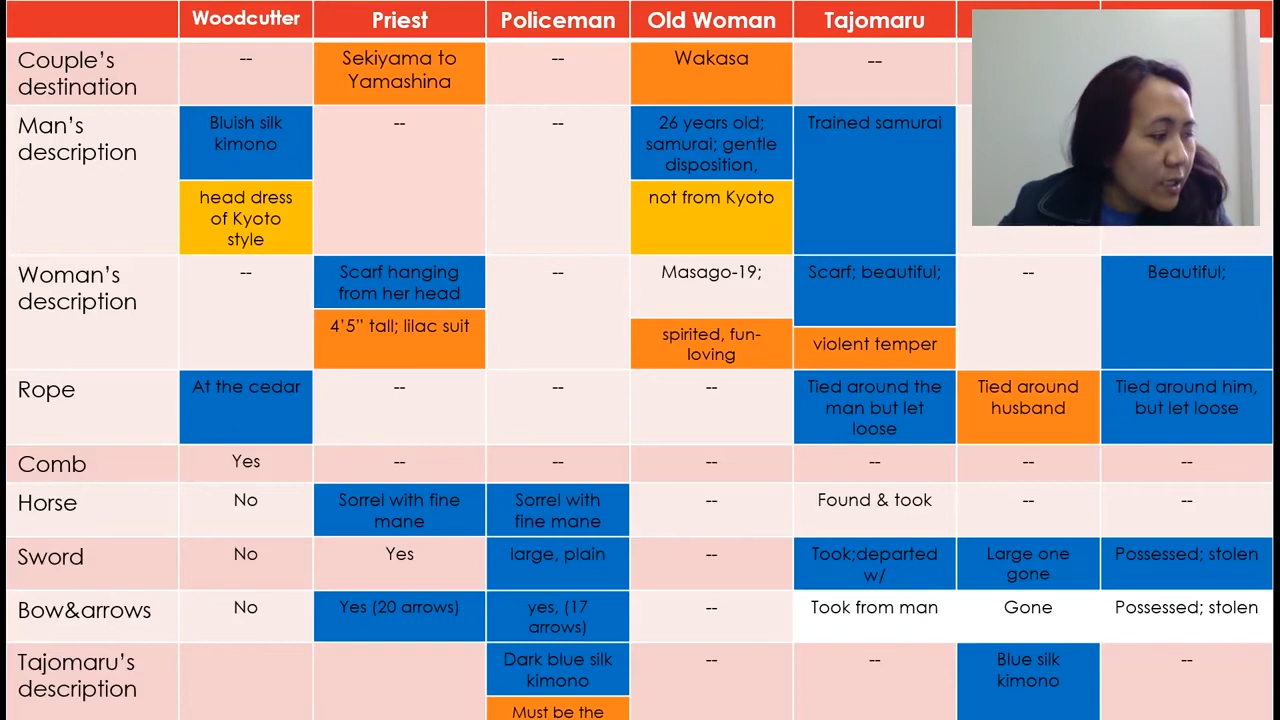 Woodcutter Priest Policeman Old Woman Tajomaru
Couple's -- Sekiyama to -- Wakasa --
destination Yamashina
Man's Bluish silk -- -- 26 years old; Trained samurai
description kimono samurai; gentle
disposition,
head dress not from Kyoto
of Kyoto
style
Woman's -- Scarf hanging -- Masago-19; Scarf; beautiful; -- Beautiful;
description from her head
4'5" tall; lilac suit spirited, fun- violent temper
loving
Rope At the cedar -- -- -- Tied around the Tied around Tied around him,
man but let husband but let loose
loose
Comb Yes -- -- -- -- -- --
Horse No Sorrel with fine Sorrel with -- Found & took -- --
mane fine mane
Sword No Yes large, plain -- Took;departed Large one Possessed; stolen
w/ gone
Bow&arrows No Yes (20 arrows) yes, (17 -- Took from man Gone Possessed; stolen
arrows)
Tajomaru's Dark blue silk -- -- Blue silk --
description kimono kimono
Must be the